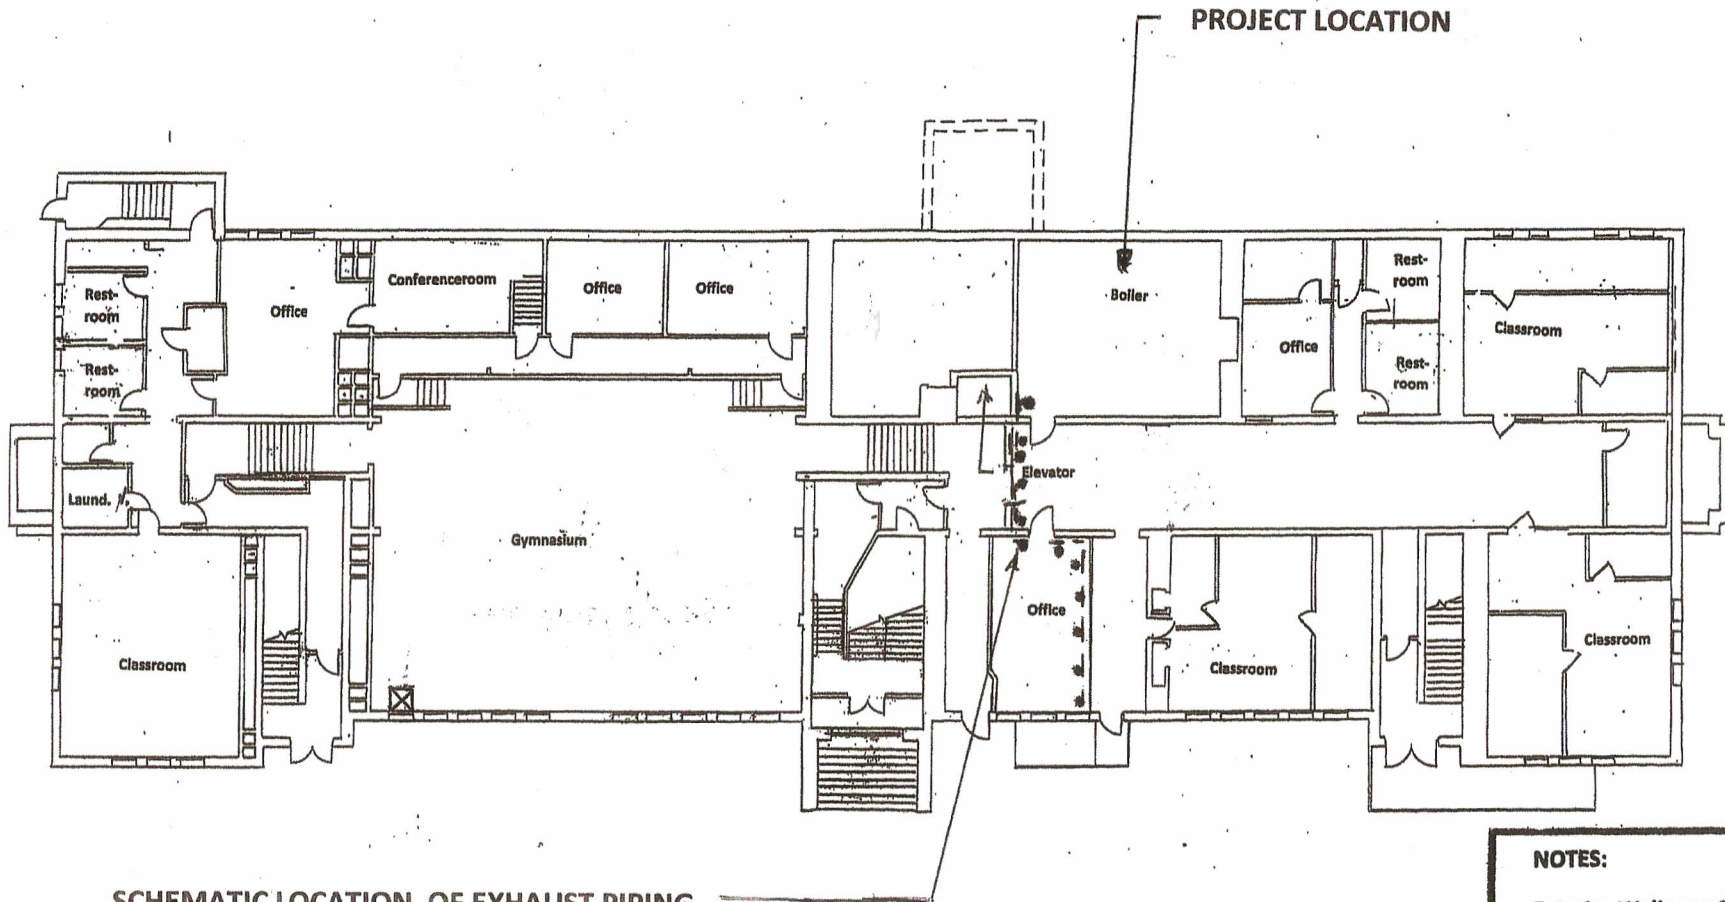 PROJECT LOCATION
Rest-
room
Conferenceroom
Office
Office
Office
Rest-
room
Boiler
Office
Rest-
room
Rest-
room
Classroom
Laund.
Elevator
Gymnasium
Classroom
Office
Classroom
Classroom
SCHEMATIC LOCATION OF EXHAUST PIPING
NOTES: